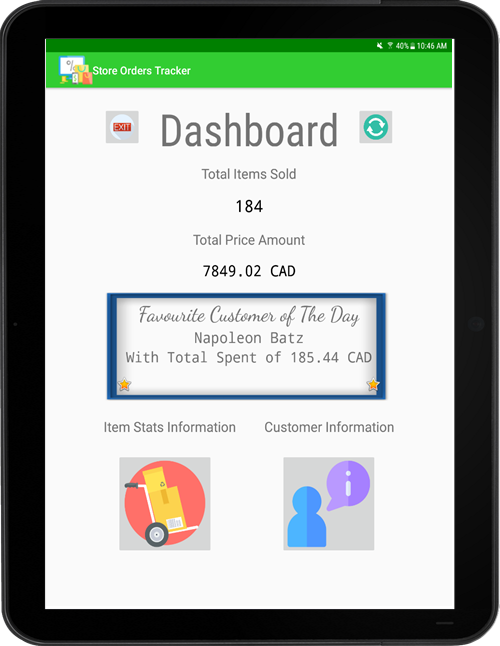 40% 10:46 AM
%
Store Orders Tracker
EXIT
Dashboard
Total Items Sold
184
Total Price Amount
7849.02 CAD
Favourite Customer of The Day
Napoleon Batz
With Total Spent of 185.44 CAD
Item Stats Information
Customer Information
i